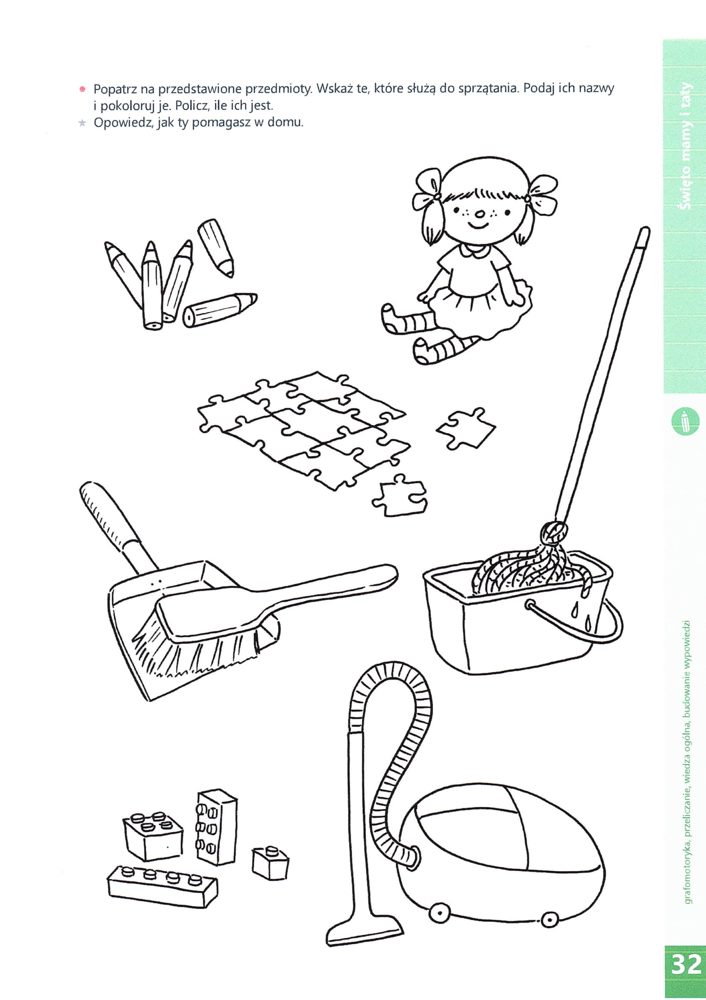 Popatrz na przedstawione przedmioty. Wskaż te, które służą do sprzątania. Podaj ich nazwy
i pokoloruj je. Policz, ile ich jest.
Opowiedz, jak ty pomagasz w domu.
Święto mamy i taty
grafomotoryka, przeliczanie, wiedza ogólna, budowanie wypowiedzi
32